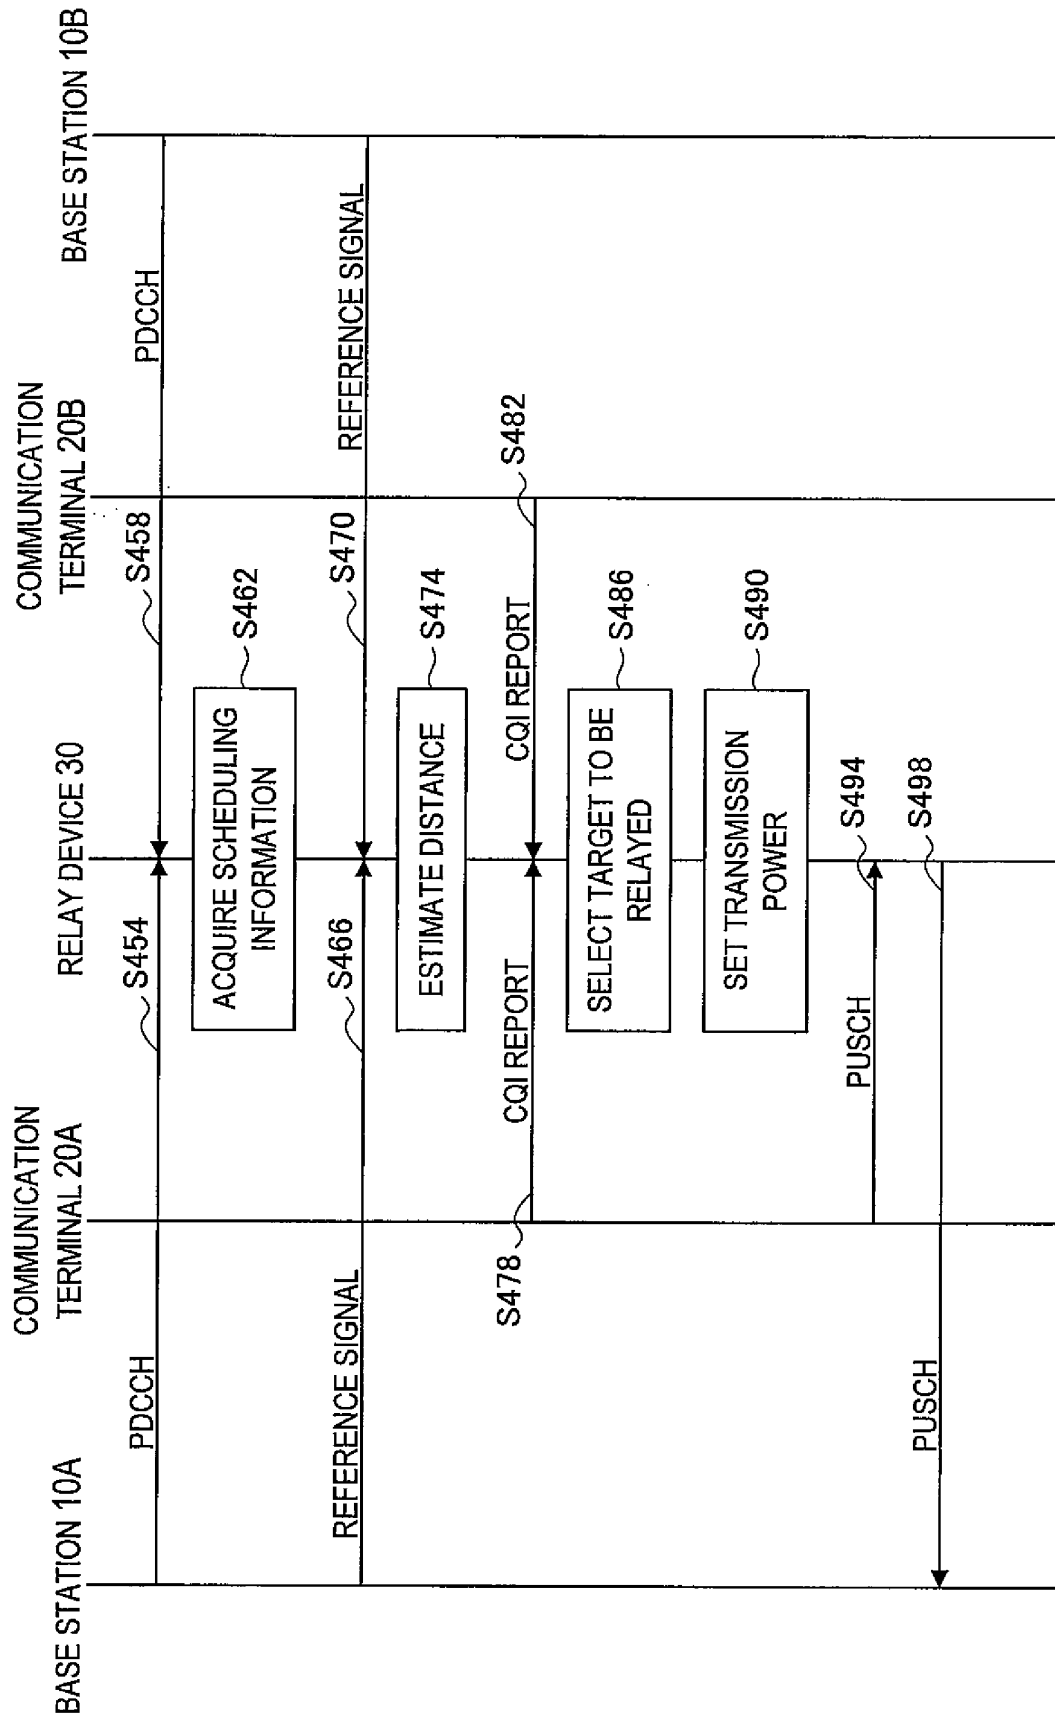 BASE STATION 10A
COMMUNICATION
TERMINAL 20A
RELAY DEVICE 30
COMMUNICATION
TERMINAL 20B
BASE STATION 10B
PDCCH
S454
S458
PDCCH
ACQUIRE SCHEDULING
INFORMATION
S462
REFERENCE SIGNAL
S466
S470
REFERENCE SIGNAL
ESTIMATE DISTANCE
S474
S478
CQI REPORT
CQI REPORT
S482
SELECT TARGET TO BE
RELAYED
S486
SET TRANSMISSION
POWER
S490
PUSCH
S494
PUSCH
S498